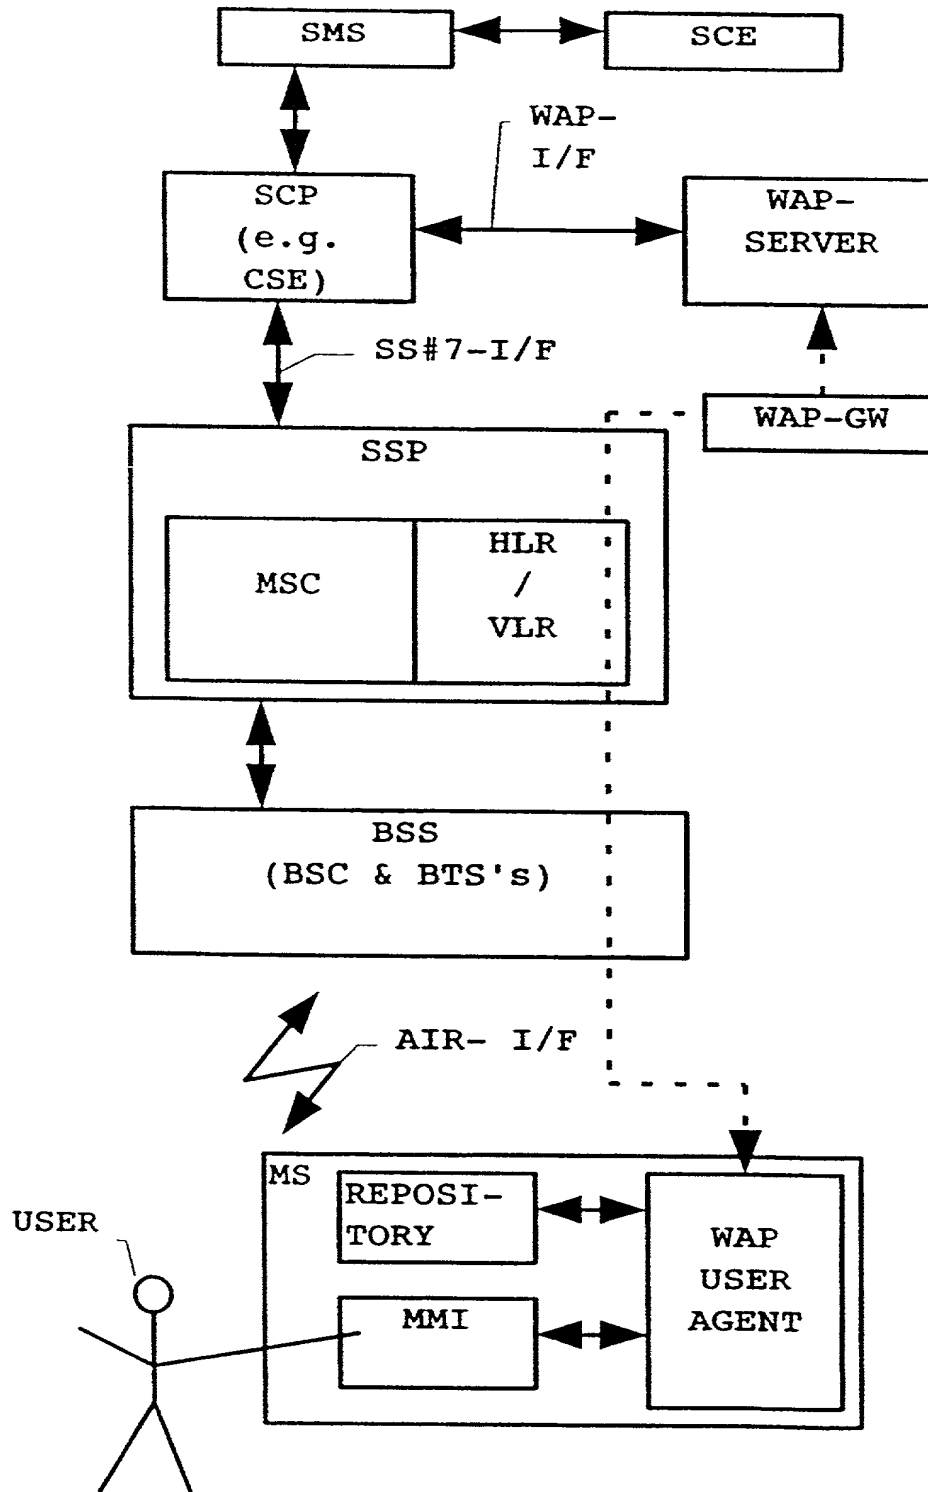 SMS
SCE
WAP-
I/F
SCP
(e.g.
CSE)
WAP-
SERVER
SS#7-I/F
WAP-GW
SSP
MSC
HLR
/
VLR
BSS
(BSC & BTS's)
AIR- I/F
MS
REPOSI-
TORY
USER
WAP
USER
AGENT
MMI